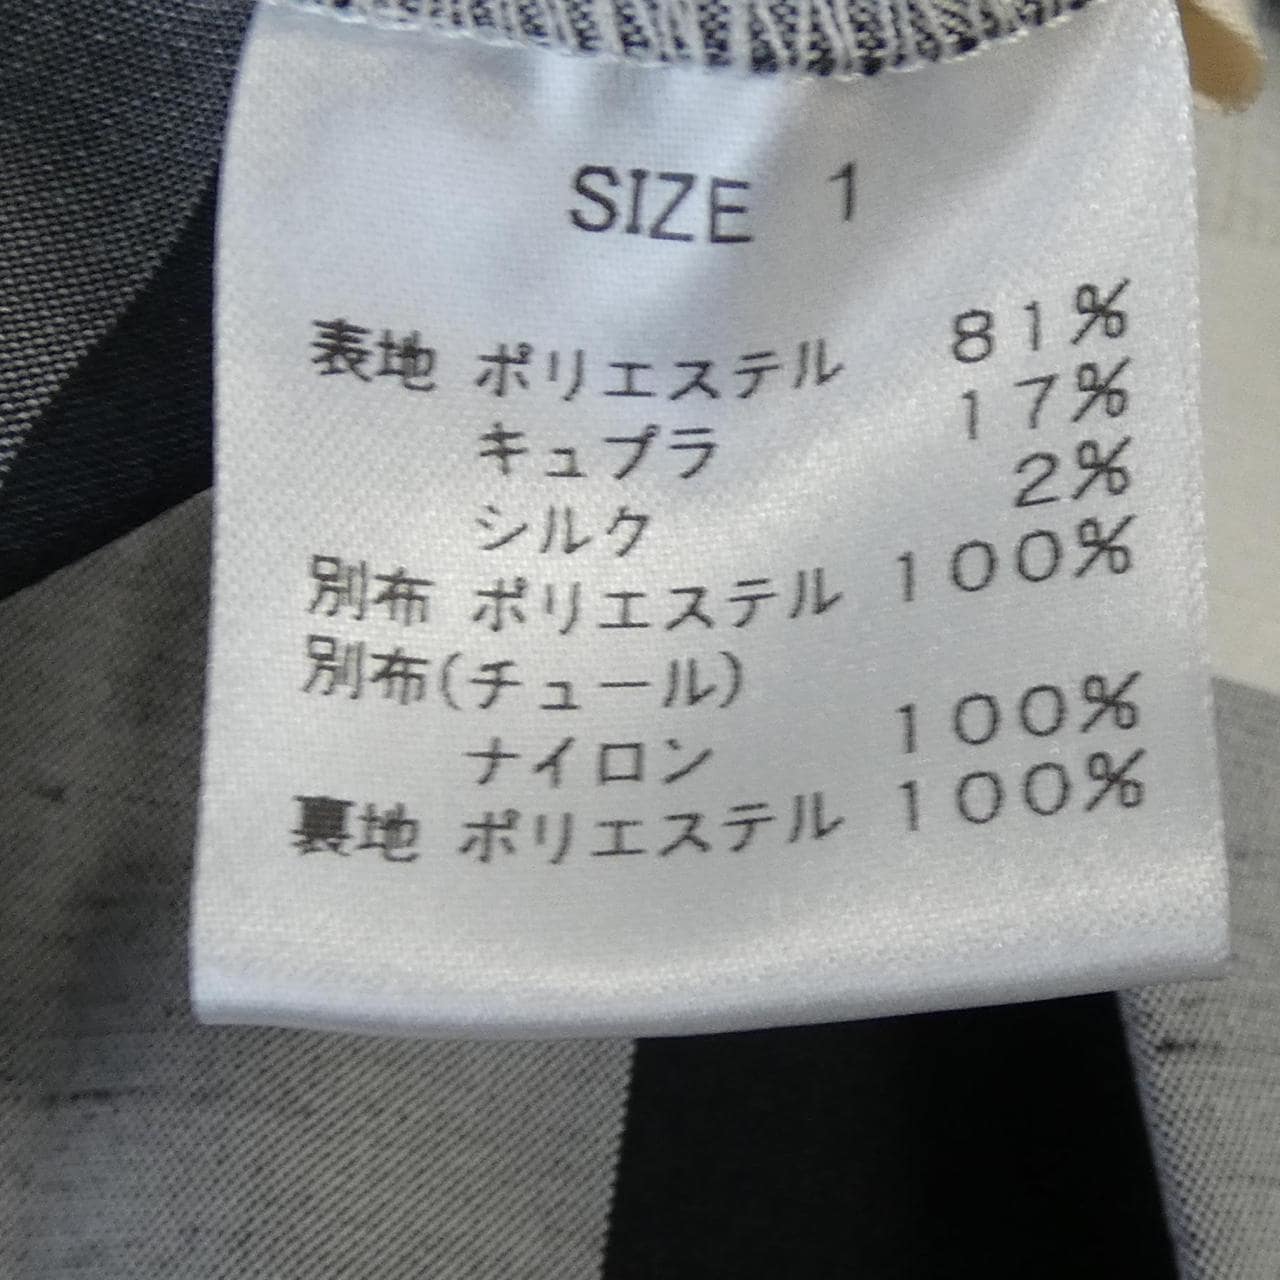 SIZE 1
表地 ポリエステル 81%
キュプラ 17%
シルク 2%
別布 ポリエステル 100%
別布(チュール)
ナイロン 100%
裏地 ポリエステル 100%